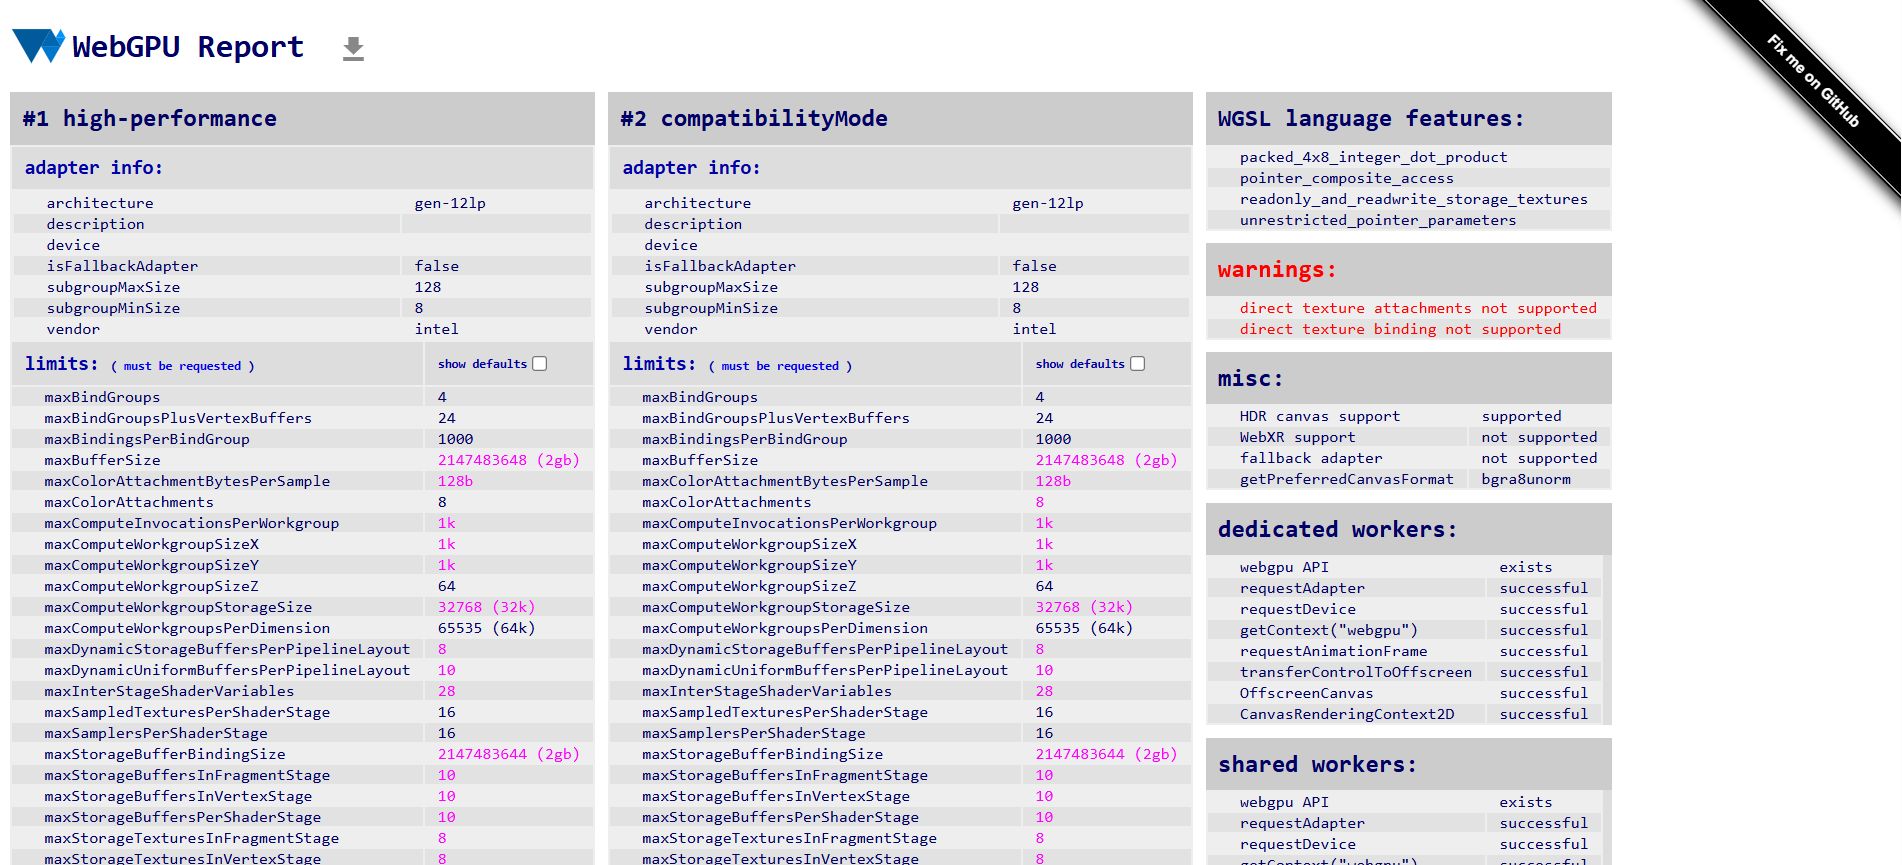 WebGPU Report
Fix me on GitHub
#1 high-performance
adapter info:
architecture gen-12lp
description
device
isFallbackAdapter false
subgroupMaxSize 128
subgroupMinSize 8
vendor intel
limits: ( must be requested ) show defaults
maxBindGroups 4
maxBindGroupsPlusVertexBuffers 24
maxBindingsPerBindGroup 1000
maxBufferSize 2147483648 (2gb)
maxColorAttachmentBytesPerSample 128b
maxColorAttachments 8
maxComputeInvocationsPerWorkgroup 1k
maxComputeWorkgroupSizeX 1k
maxComputeWorkgroupSizeY 1k
maxComputeWorkgroupSizeZ 64
maxComputeWorkgroupStorageSize 32768 (32k)
maxComputeWorkgroupsPerDimension 65535 (64k)
maxDynamicStorageBuffersPerPipelineLayout 8
maxDynamicUniformBuffersPerPipelineLayout 10
maxInterStageShaderVariables 28
maxSampledTexturesPerShaderStage 16
maxSamplersPerShaderStage 16
maxStorageBufferBindingSize 2147483644 (2gb)
maxStorageBuffersInFragmentStage 10
maxStorageBuffersInVertexStage 10
maxStorageBuffersPerShaderStage 10
maxStorageTexturesInFragmentStage 8
maxStorageTexturesInVertexStage 8
#2 compatibilityMode
adapter info:
architecture gen-12lp
description
device
isFallbackAdapter false
subgroupMaxSize 128
subgroupMinSize 8
vendor intel
limits: ( must be requested ) show defaults
maxBindGroups 4
maxBindGroupsPlusVertexBuffers 24
maxBindingsPerBindGroup 1000
maxBufferSize 2147483648 (2gb)
maxColorAttachmentBytesPerSample 128b
maxColorAttachments 8
maxComputeInvocationsPerWorkgroup 1k
maxComputeWorkgroupSizeX 1k
maxComputeWorkgroupSizeY 1k
maxComputeWorkgroupSizeZ 64
maxComputeWorkgroupStorageSize 32768 (32k)
maxComputeWorkgroupsPerDimension 65535 (64k)
maxDynamicStorageBuffersPerPipelineLayout 8
maxDynamicUniformBuffersPerPipelineLayout 10
maxInterStageShaderVariables 28
maxSampledTexturesPerShaderStage 16
maxSamplersPerShaderStage 16
maxStorageBufferBindingSize 2147483644 (2gb)
maxStorageBuffersInFragmentStage 10
maxStorageBuffersInVertexStage 10
maxStorageBuffersPerShaderStage 10
maxStorageTexturesInFragmentStage 8
maxStorageTexturesInVertexStage 8
WGSL language features:
packed_4x8_integer_dot_product
pointer_composite_access
readonly_and_readwrite_storage_textures
unrestricted_pointer_parameters
warnings:
direct texture attachments not supported
direct texture binding not supported
misc:
HDR canvas support supported
WebXR support not supported
fallback adapter not supported
getPreferredCanvasFormat bgra8unorm
dedicated workers:
webgpu API exists
requestAdapter successful
requestDevice successful
getContext("webgpu") successful
requestAnimationFrame successful
transferControlToOffscreen successful
OffscreenCanvas successful
CanvasRenderingContext2D successful
shared workers:
webgpu API exists
requestAdapter successful
requestDevice successful
getContext("webgpu") successful